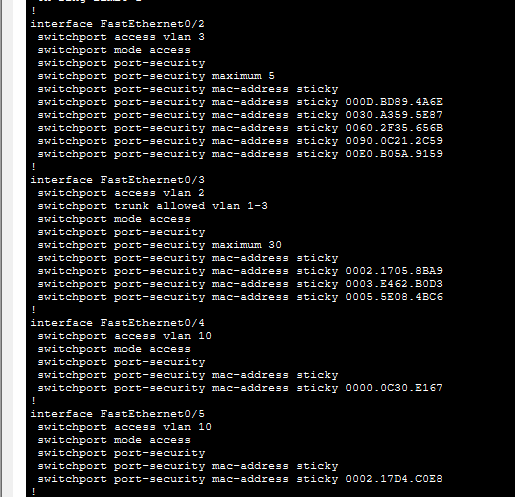 !
interface FastEthernet0/2
switchport access vlan 3
switchport mode access
switchport port-security
switchport port-security maximum 5
switchport port-security mac-address sticky
switchport port-security mac-address sticky 000D.BD89.4A6E
switchport port-security mac-address sticky 0030.A359.5E87
switchport port-security mac-address sticky 0060.2F35.656B
switchport port-security mac-address sticky 0090.0C21.2C59
switchport port-security mac-address sticky 00E0.B05A.9159
!
interface FastEthernet0/3
switchport access vlan 2
switchport trunk allowed vlan 1-3
switchport mode access
switchport port-security
switchport port-security maximum 30
switchport port-security mac-address sticky
switchport port-security mac-address sticky 0002.1705.8BA9
switchport port-security mac-address sticky 0003.E462.B0D3
switchport port-security mac-address sticky 0005.5E08.4BC6
!
interface FastEthernet0/4
switchport access vlan 10
switchport mode access
switchport port-security
switchport port-security mac-address sticky
switchport port-security mac-address sticky 0000.0C30.E167
!
interface FastEthernet0/5
switchport access vlan 10
switchport mode access
switchport port-security
switchport port-security mac-address sticky
switchport port-security mac-address sticky 0002.17D4.C0E8
!